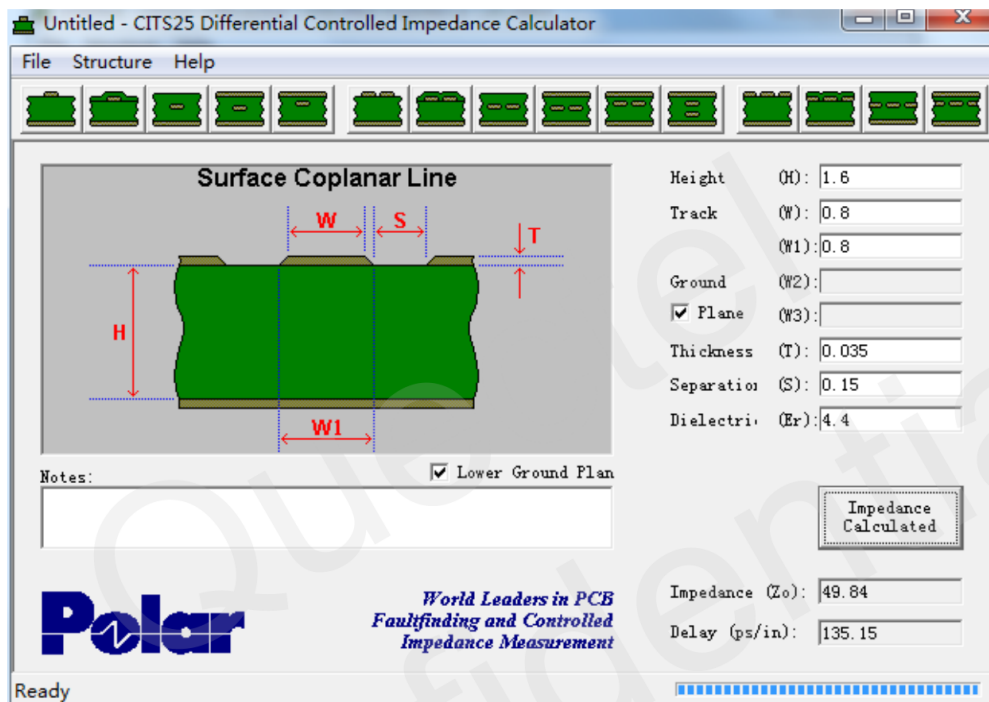 Untitled - CITS25 Differential Controlled Impedance Calculator
File Structure Help
Surface Coplanar Line
W
S
T
H
W1
Height (H): 1.6
Track (W): 0.8
(W1): 0.8
Ground (W2):
Plane (W3):
Thickness (T): 0.035
Separatio (S): 0.15
Dielectri (Er): 4.4
Notes:
Lower Ground Plan
Impedance
Calculated
Polar
World Leaders in PCB
Faultfinding and Controlled
Impedance Measurement
Impedance (Zo): 49.84
Delay (ps/in): 135.15
Ready
Quectel